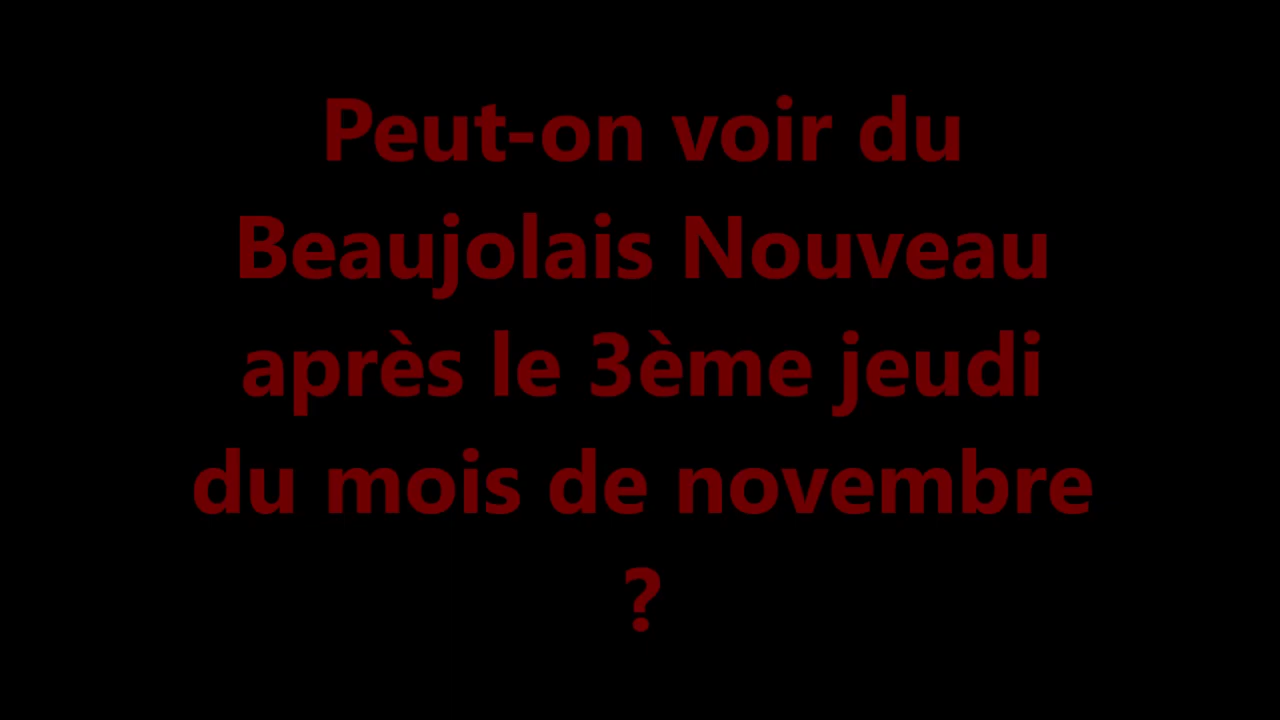 Peut-on voir du
Beaujolais Nouveau
après le 3ème jeudi
du mois de novembre
?